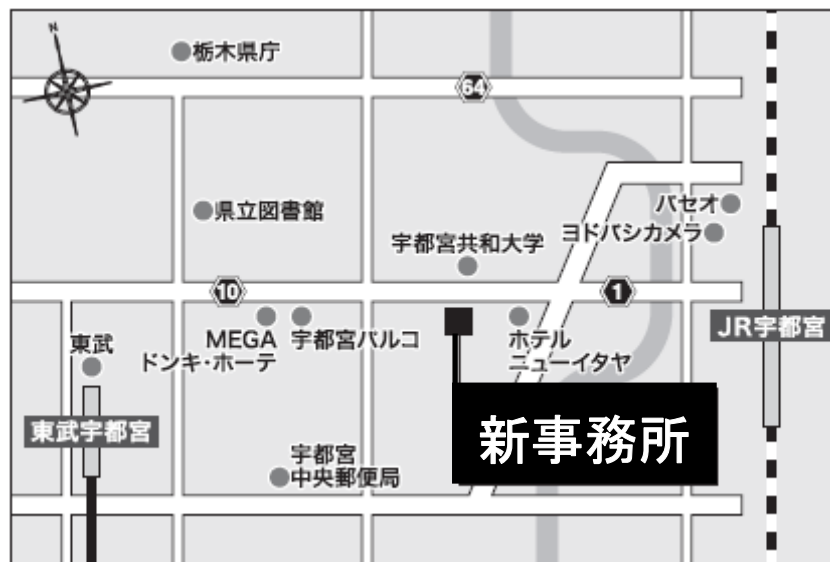 N
栃木県庁
64
県立図書館
パセオ
ヨドバシカメラ
宇都宮共和大学
10
1
MEGA
ドンキ・ホーテ
宇都宮パルコ
ホテル
ニューイタヤ
JR宇都宮
東武
東武宇都宮
新事務所
宇都宮
中央郵便局